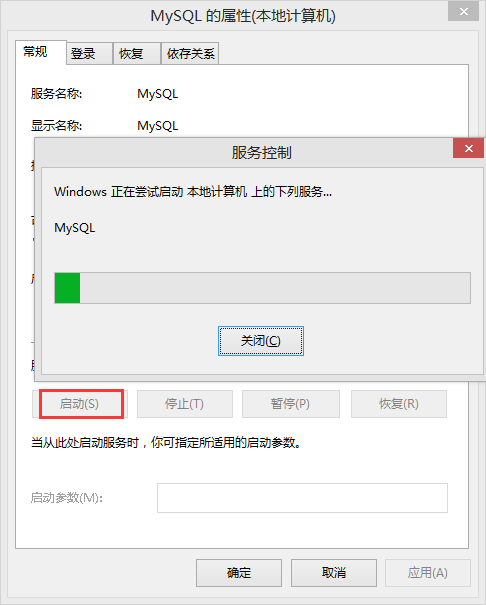 MySQL 的属性(本地计算机)
常规 登录 恢复 依存关系
服务名称: MySQL
显示名称: MySQL
服务控制
Windows 正在尝试启动 本地计算机 上的下列服务...
MySQL
关闭(C)
启动(S) 停止(T) 暂停(P) 恢复(R)
当从此处启动服务时，你可指定所适用的启动参数。
启动参数(M):
确定 取消 应用(A)